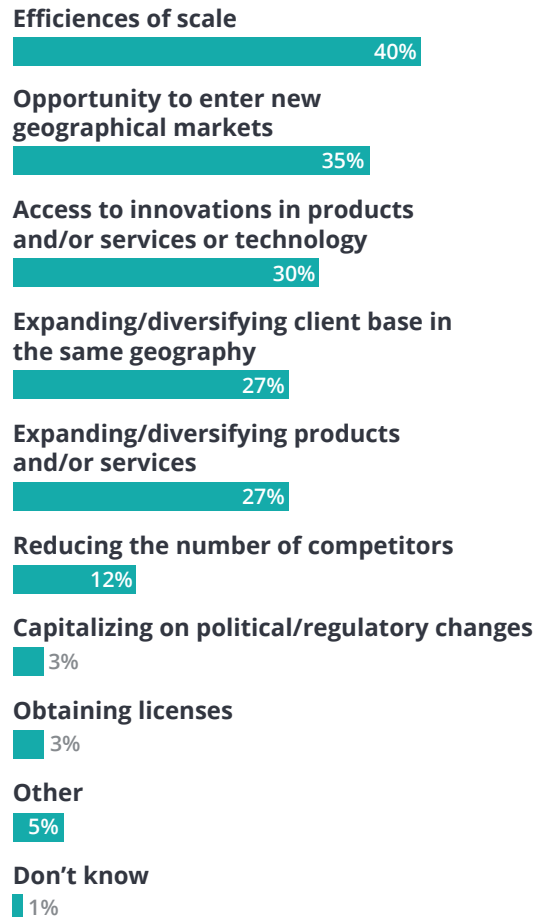 Efficiences of scale
40%
Opportunity to enter new
geographical markets
35%
Access to innovations in products
and/or services or technology
30%
Expanding/diversifying client base in
the same geography
27%
Expanding/diversifying products
and/or services
27%
Reducing the number of competitors
12%
Capitalizing on political/regulatory changes
3%
Obtaining licenses
3%
Other
5%
Don’t know
1%